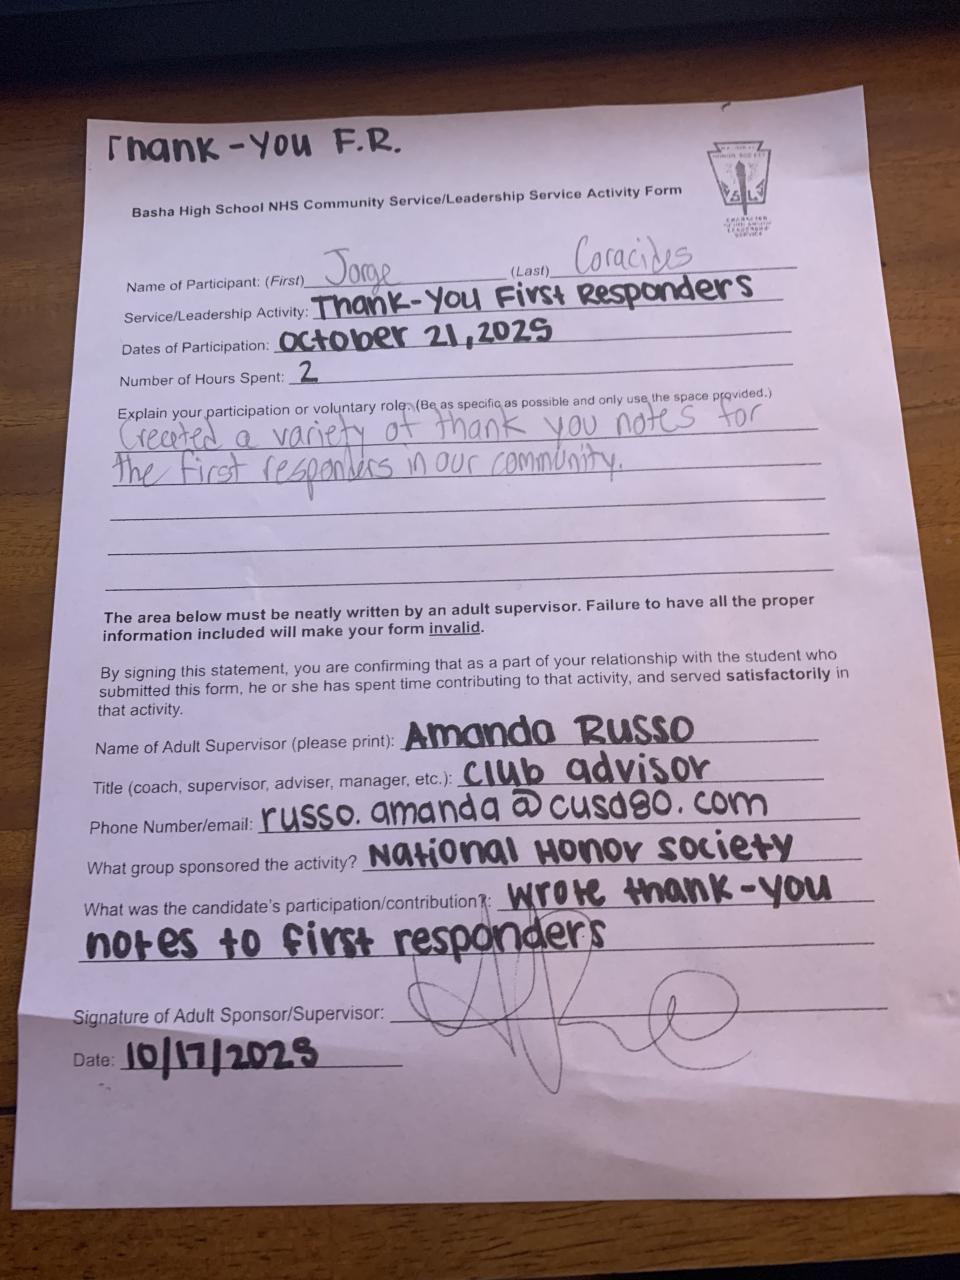 Thank-You F.R.
Basha High School NHS Community Service/Leadership Service Activity Form
Name of Participant: (First) Jorge (Last) Coracides
Service/Leadership Activity: Thank-You First Responders
Dates of Participation: October 21, 2025
Number of Hours Spent: 2
Explain your participation or voluntary role. (Be as specific as possible and only use the space provided.)
Created a variety of thank you notes for
the first responders in our community.
The area below must be neatly written by an adult supervisor. Failure to have all the proper
information included will make your form invalid.
By signing this statement, you are confirming that as a part of your relationship with the student who
submitted this form, he or she has spent time contributing to that activity, and served satisfactorily in
that activity.
Name of Adult Supervisor (please print): Amanda Russo
Title (coach, supervisor, adviser, manager, etc.): Club advisor
Phone Number/email: russo.amanda@cusd80.com
What group sponsored the activity? National Honor Society
What was the candidate's participation/contribution?: Wrote thank-you
notes to first responders
Signature of Adult Sponsor/Supervisor:
Date: 10/17/2025